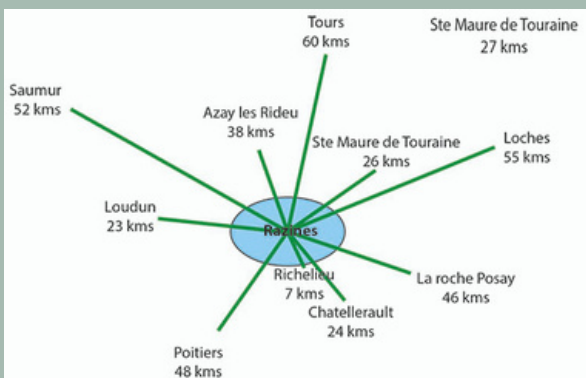 Tours
60 kms
Ste Maure de Touraine
27 kms
Saumur
52 kms
Azay les Rideu
38 kms
Ste Maure de Touraine
26 kms
Loches
55 kms
Loudun
23 kms
Razines
Richelieu
7 kms
La roche Posay
46 kms
Chatellerault
24 kms
Poitiers
48 kms